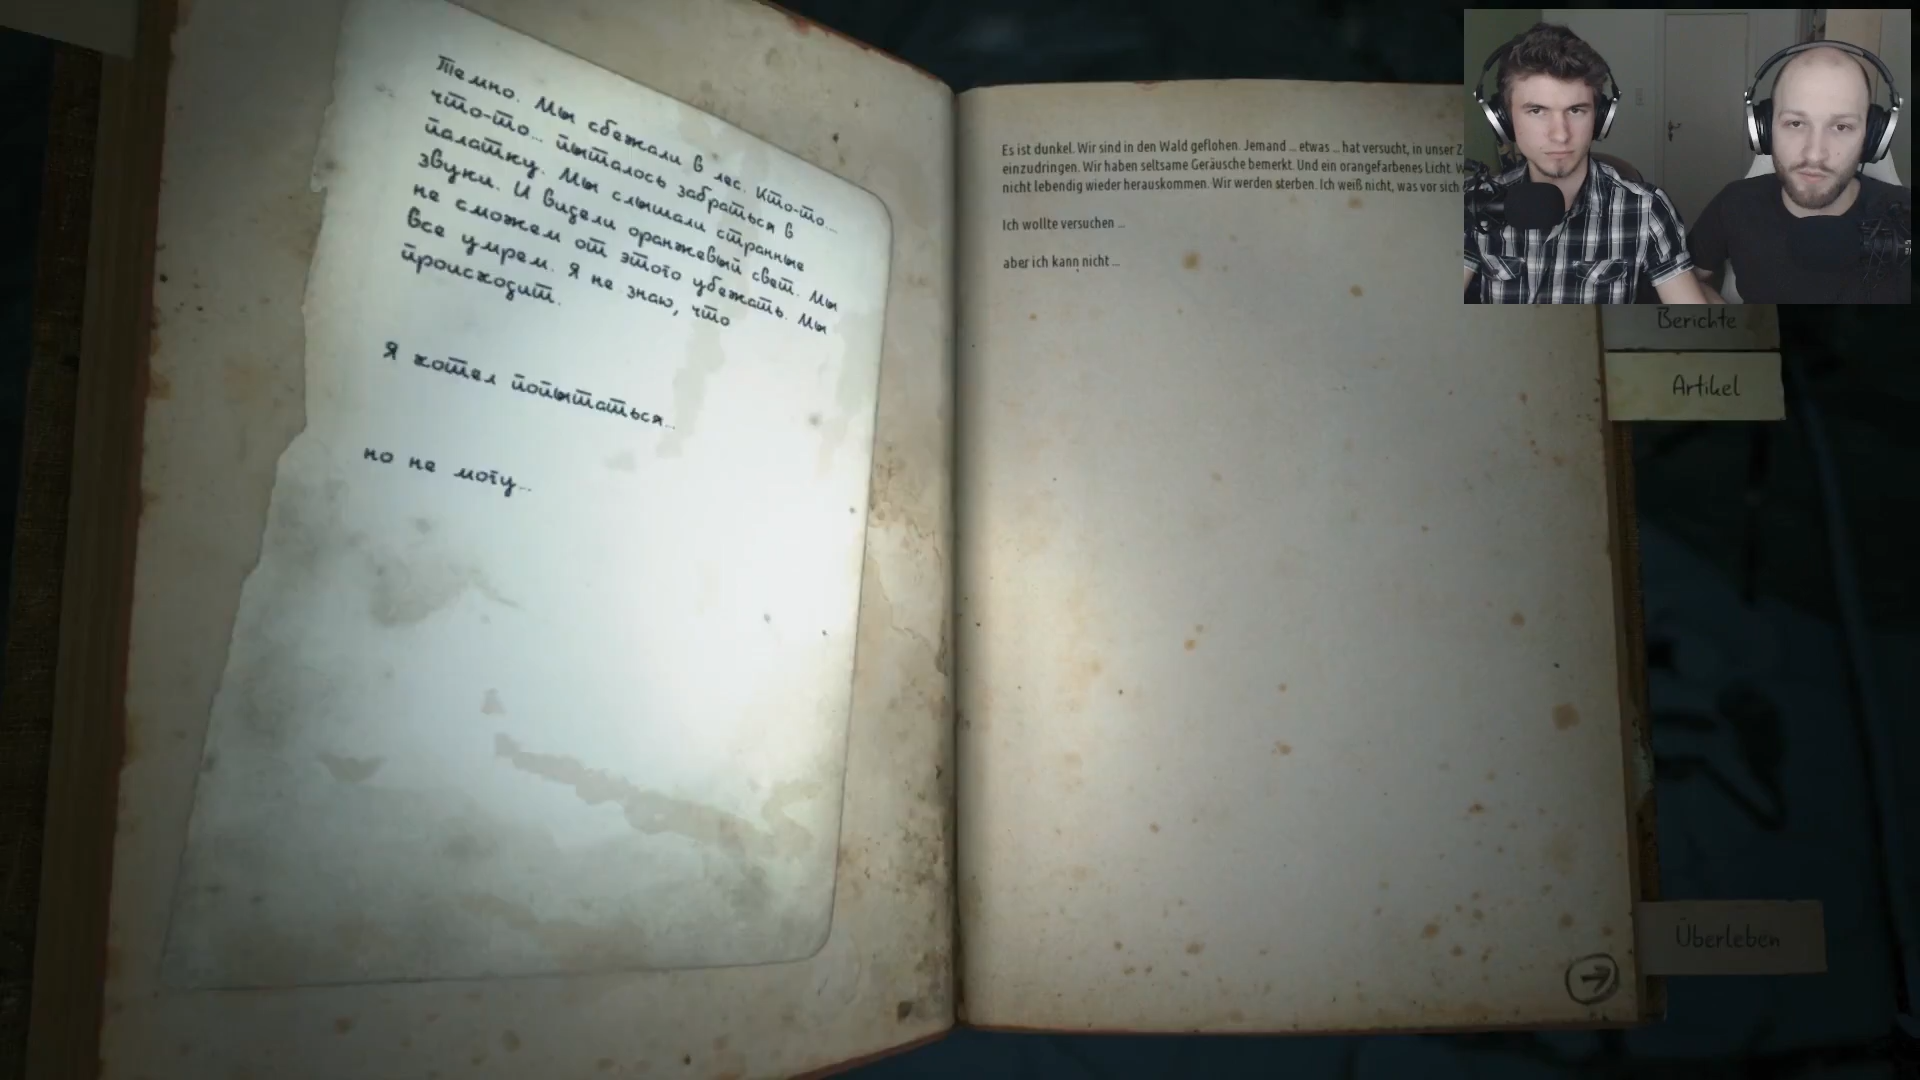 Темно. Мы сбежали в лес. Кто-то...
что-то... пыталось забраться в
палатку. Мы слышали странные
звуки. И видели оранжевый свет. Мы
не сможем от этого убежать. Мы
все умрем. Я не знаю, что
происходит.
Я хотел попытаться...
но не могу...
Es ist dunkel. Wir sind in den Wald geflohen. Jemand ... etwas ... hat versucht, in unser
einzudringen. Wir haben seltsame Geräusche bemerkt. Und ein orangefarbenes Licht.
nicht lebendig wieder herauskommen. Wir werden sterben. Ich weiß nicht, was vor sich
Ich wollte versuchen ...
aber ich kann nicht ...
Berichte
Artikel
Überleben